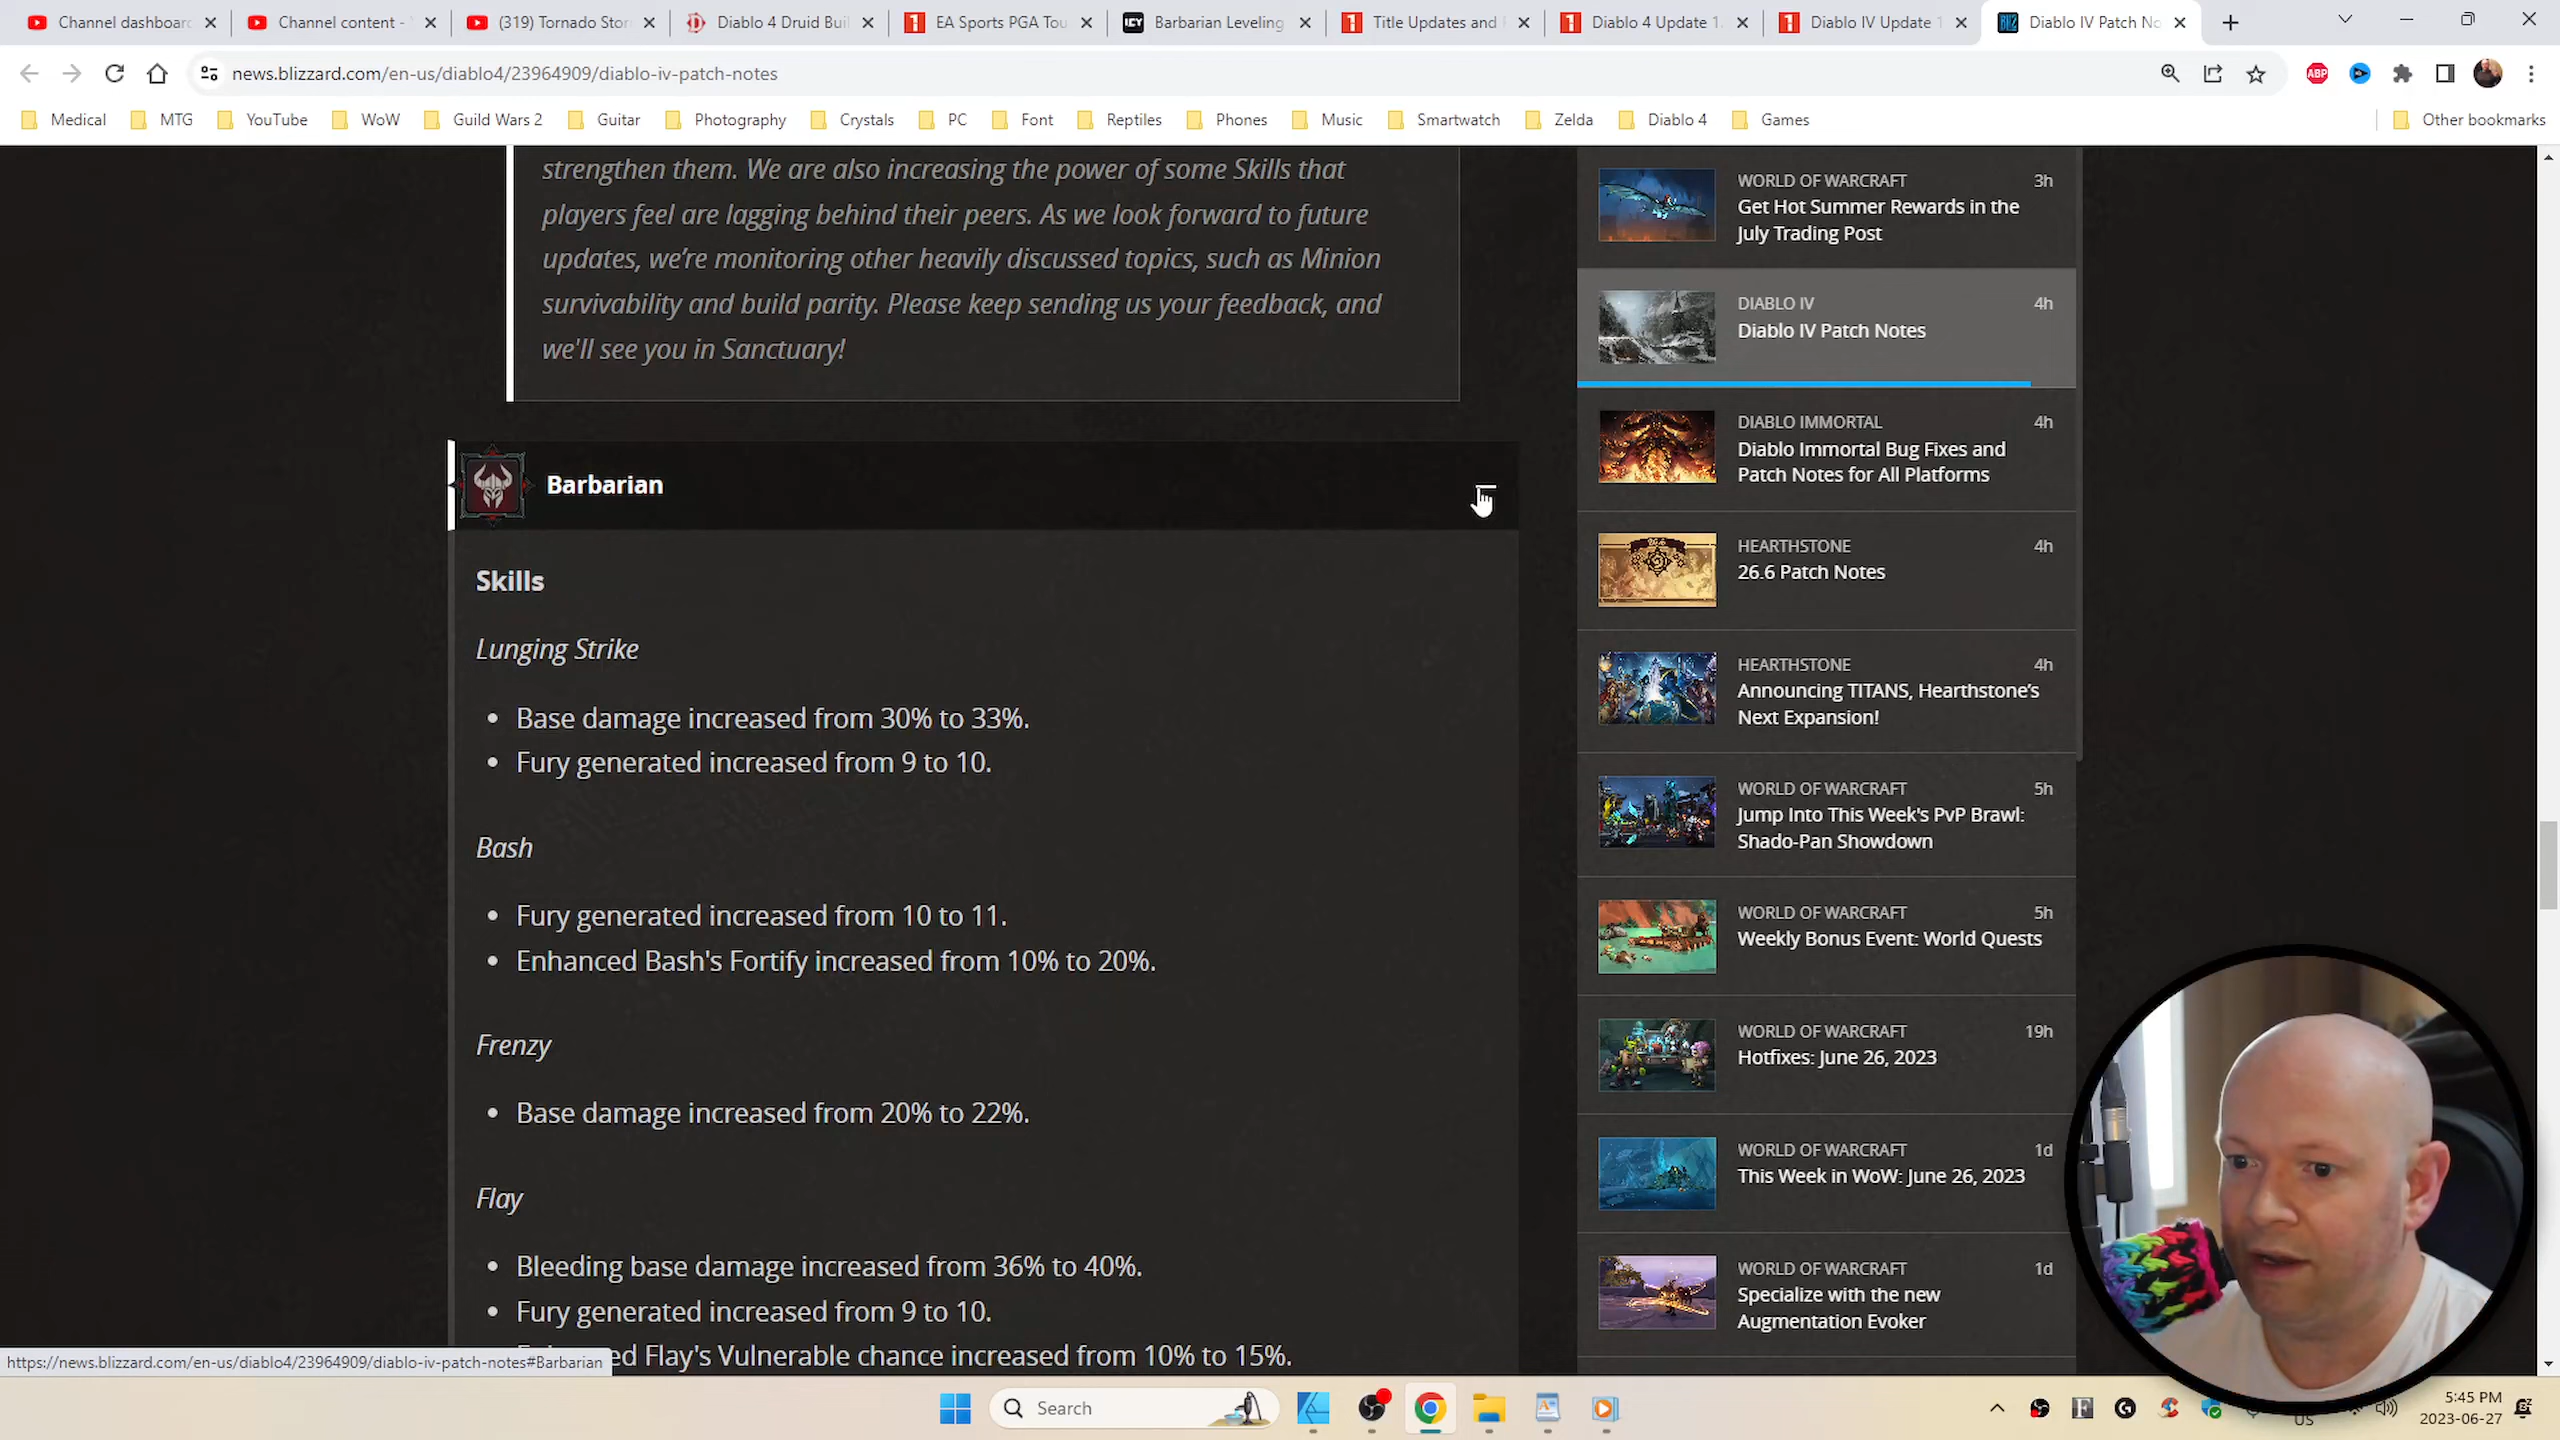 Channel dashboard
Channel content -
(319) Tornado Stor
Diablo 4 Druid Buil
EA Sports PGA Tou
ICY
Barbarian Leveling
Title Updates and
Diablo 4 Update 1.
Diablo IV Update 1
Diablo IV Patch No
news.blizzard.com/en-us/diablo4/23964909/diablo-iv-patch-notes
ABP
Medical
MTG
YouTube
WoW
Guild Wars 2
Guitar
Photography
Crystals
PC
Font
Reptiles
Phones
Music
Smartwatch
Zelda
Diablo 4
Games
Other bookmarks
strengthen them. We are also increasing the power of some Skills that
players feel are lagging behind their peers. As we look forward to future
updates, we’re monitoring other heavily discussed topics, such as Minion
survivability and build parity. Please keep sending us your feedback, and
we'll see you in Sanctuary!
Barbarian
Skills
Lunging Strike
• Base damage increased from 30% to 33%.
• Fury generated increased from 9 to 10.
Bash
• Fury generated increased from 10 to 11.
• Enhanced Bash's Fortify increased from 10% to 20%.
Frenzy
• Base damage increased from 20% to 22%.
Flay
• Bleeding base damage increased from 36% to 40%.
• Fury generated increased from 9 to 10.
ed Flay's Vulnerable chance increased from 10% to 15%.
https://news.blizzard.com/en-us/diablo4/23964909/diablo-iv-patch-notes#Barbarian
WORLD OF WARCRAFT 3h
Get Hot Summer Rewards in the
July Trading Post
DIABLO IV 4h
Diablo IV Patch Notes
DIABLO IMMORTAL 4h
Diablo Immortal Bug Fixes and
Patch Notes for All Platforms
HEARTHSTONE 4h
26.6 Patch Notes
HEARTHSTONE 4h
Announcing TITANS, Hearthstone’s
Next Expansion!
WORLD OF WARCRAFT 5h
Jump Into This Week's PvP Brawl:
Shado-Pan Showdown
WORLD OF WARCRAFT 5h
Weekly Bonus Event: World Quests
WORLD OF WARCRAFT 19h
Hotfixes: June 26, 2023
WORLD OF WARCRAFT 1d
This Week in WoW: June 26, 2023
WORLD OF WARCRAFT 1d
Specialize with the new
Augmentation Evoker
Search
US
5:45 PM
2023-06-27